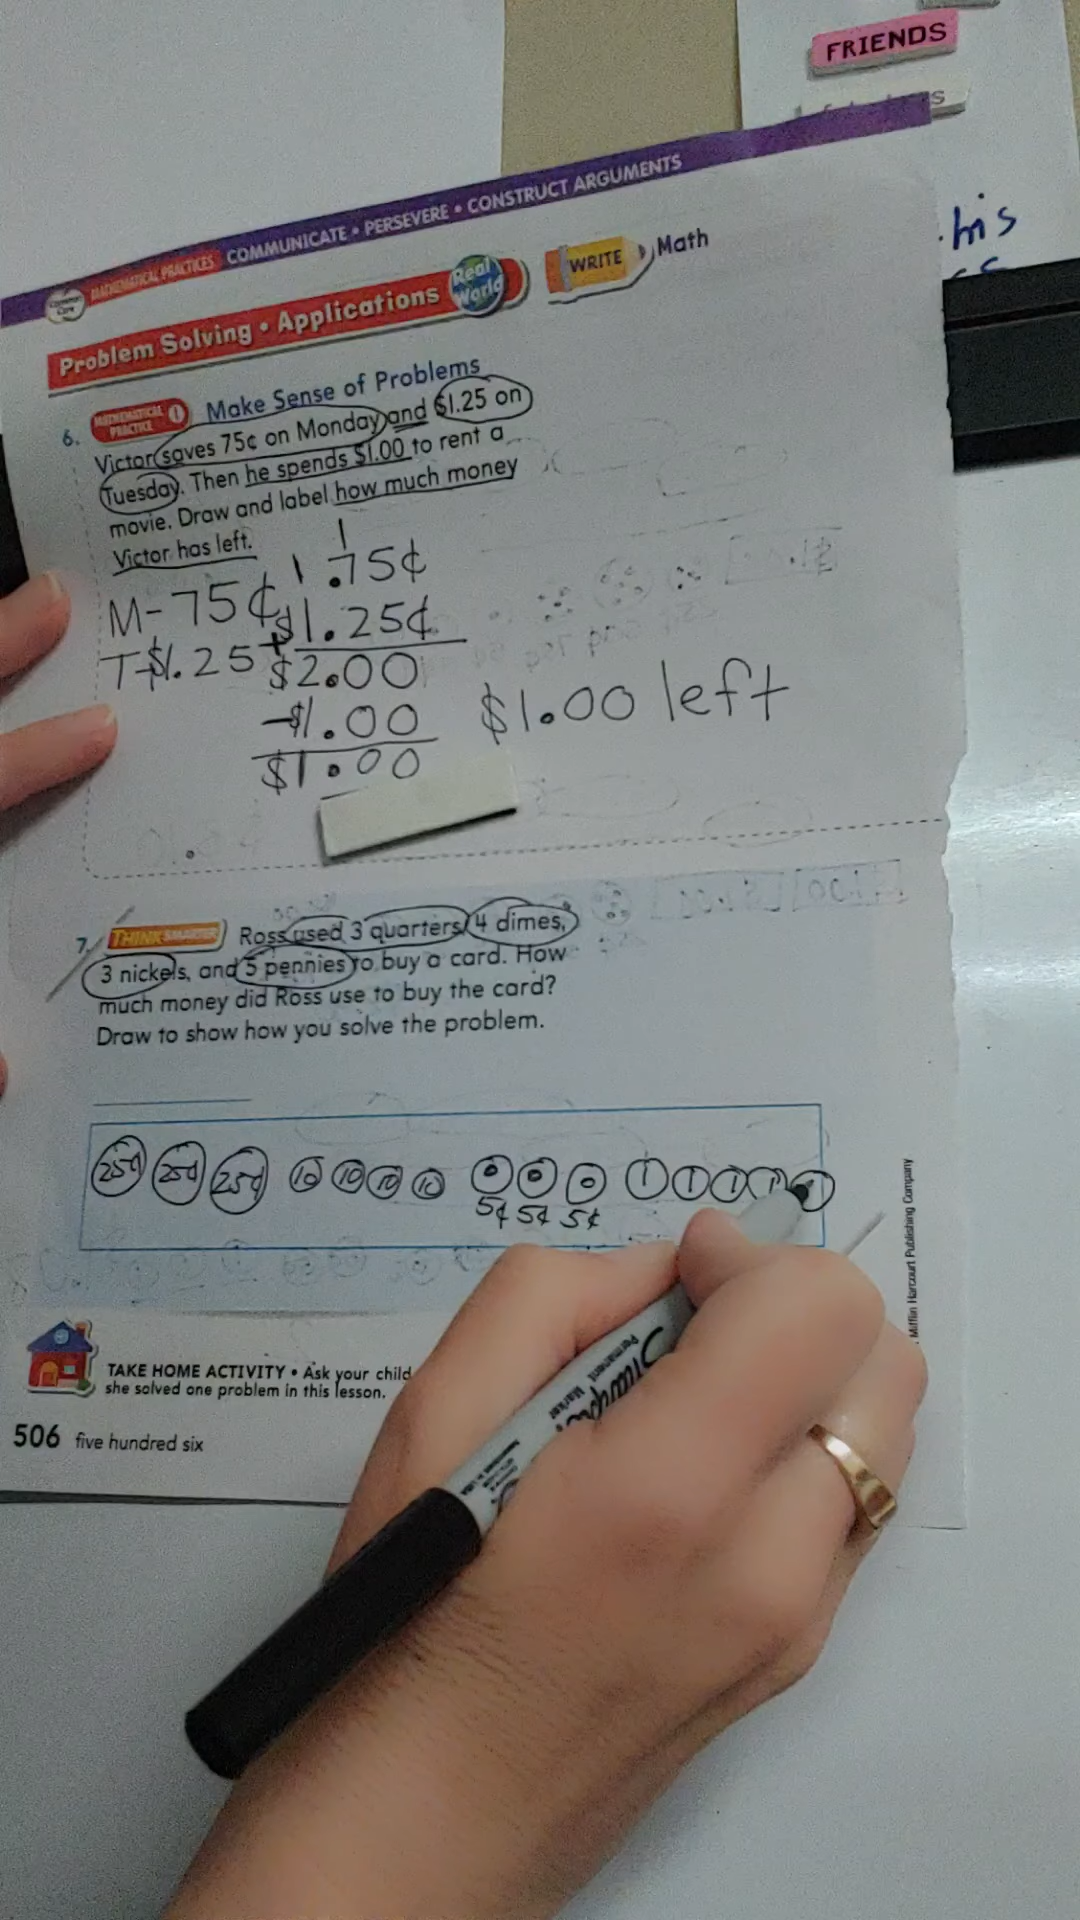 FRIENDS
his
MATHEMATICAL PRACTICES COMMUNICATE • PERSEVERE • CONSTRUCT ARGUMENTS
Problem Solving • Applications Real World WRITE Math
MATHEMATICAL PRACTICE 1 Make Sense of Problems
6. Victor saves 75¢ on Monday and $1.25 on
Tuesday. Then he spends $1.00 to rent a
movie. Draw and label how much money
Victor has left.
1
1 .75¢
M-75¢
+$1.25¢
T-$1.25
$2.00
-$1.00
$1.00 left
$1.00
7. THINK SMARTER Ross used 3 quarters, 4 dimes,
3 nickels, and 5 pennies to buy a card. How
much money did Ross use to buy the card?
Draw to show how you solve the problem.
25¢ 25¢ 25¢ 10 10 10 10 1 1 1 1
5¢ 5¢ 5¢
Mifflin Harcourt Publishing Company
TAKE HOME ACTIVITY • Ask your child
she solved one problem in this lesson.
506 five hundred six
Sharpie
Permanent Marker